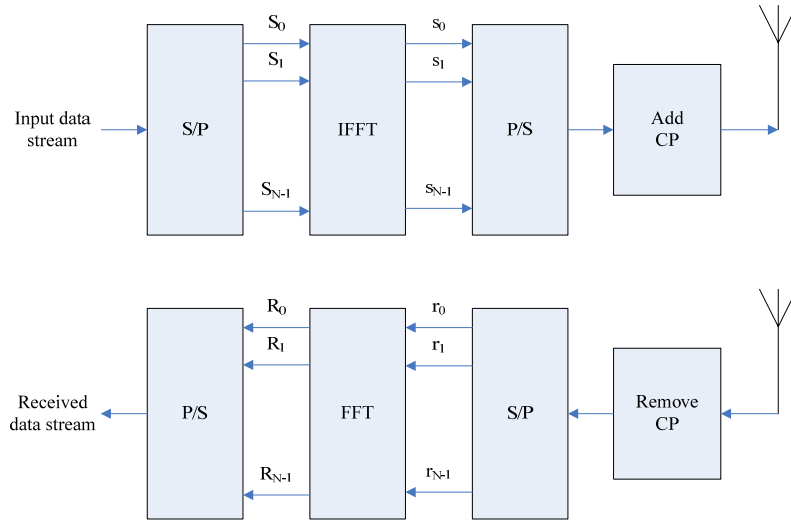 S0
s0
S1
s1
Input data
stream
S/P
IFFT
P/S
Add
CP
SN-1
sN-1
R0
r0
R1
r1
Received
data stream
P/S
FFT
S/P
Remove
CP
RN-1
rN-1